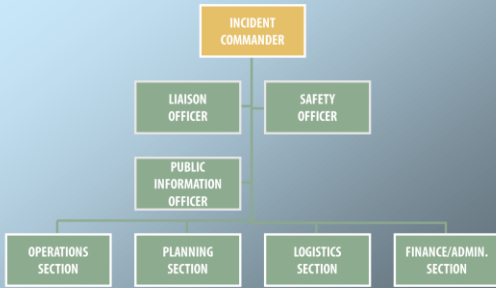 INCIDENT
COMMANDER
LIAISON
OFFICER
SAFETY
OFFICER
PUBLIC
INFORMATION
OFFICER
OPERATIONS
SECTION
PLANNING
SECTION
LOGISTICS
SECTION
FINANCE/ADMIN.
SECTION